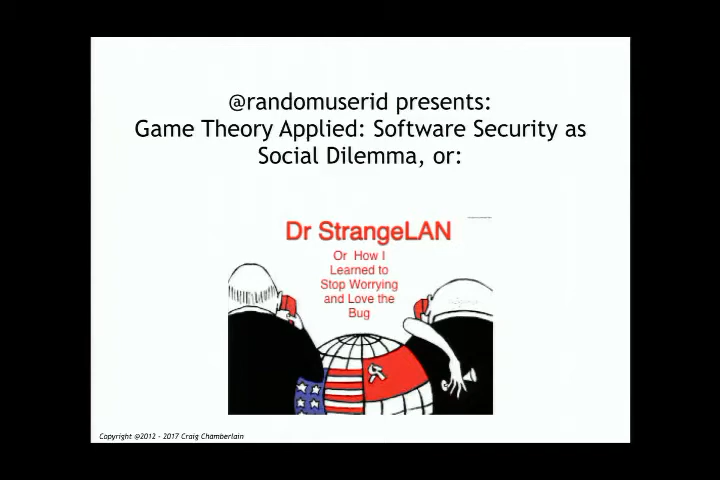 @randomuserid presents:
Game Theory Applied: Software Security as
Social Dilemma, or:
Dr StrangeLAN
Or How I
Learned to
Stop Worrying
and Love the
Bug
Copyright @2012 - 2017 Craig Chamberlain